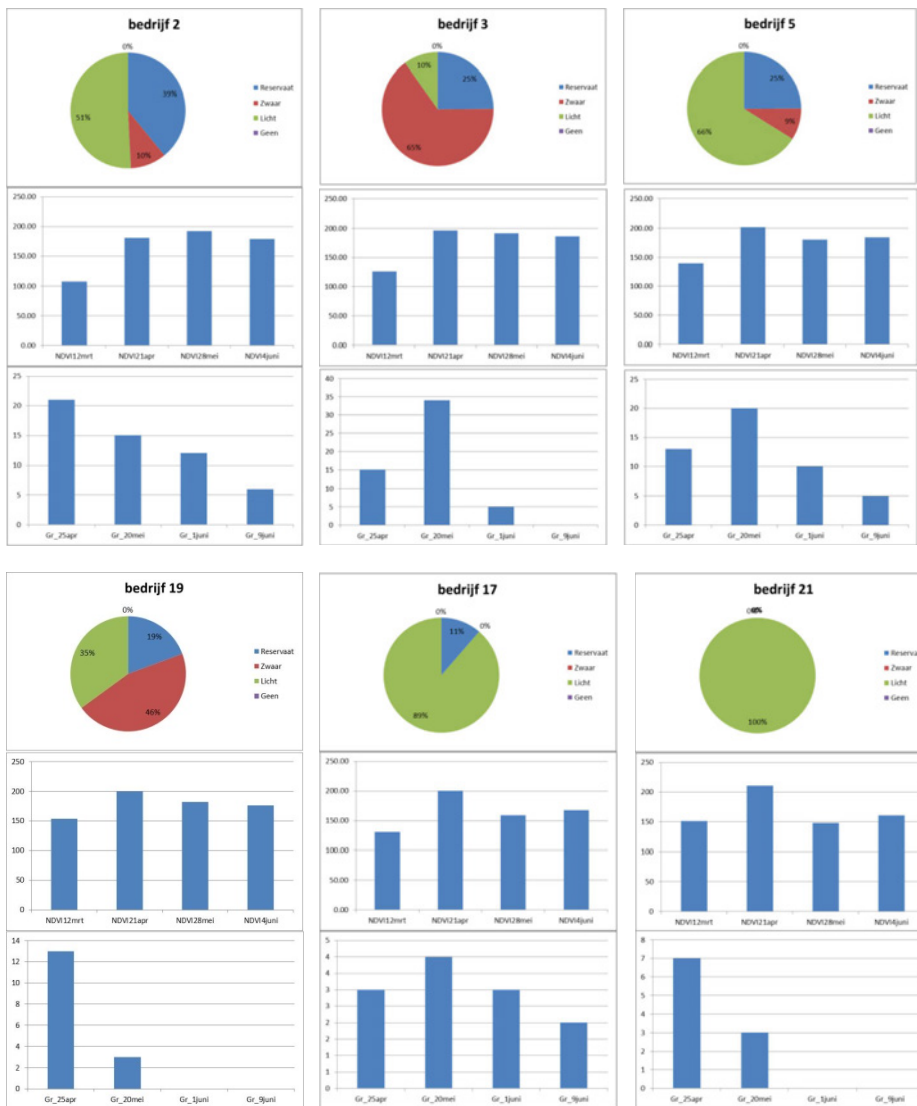 bedrijf 2
0%
39%
10%
51%
Reservaat
Zwaar
Licht
Geen
250.00
200.00
150.00
100.00
50.00
0.00
NDVI12mrt NDVI21apr NDVI28mei NDVI4juni
25
20
15
10
5
0
Gr_25apr Gr_20mei Gr_1juni Gr_9juni
bedrijf 3
0%
10%
25%
65%
Reservaat
Zwaar
Licht
Geen
250.00
200.00
150.00
100.00
50.00
0.00
NDVI12mrt NDVI21apr NDVI28mei NDVI4juni
40
35
30
25
20
15
10
5
0
Gr_25apr Gr_20mei Gr_1juni Gr_9juni
bedrijf 5
0%
25%
9%
66%
Reservaat
Zwaar
Licht
Geen
250.00
200.00
150.00
100.00
50.00
0.00
NDVI12mrt NDVI21apr NDVI28mei NDVI4juni
25
20
15
10
5
0
Gr_25apr Gr_20mei Gr_1juni Gr_9juni
bedrijf 19
0%
19%
35%
46%
Reservaat
Zwaar
Licht
Geen
250
200
150
100
50
0
NDVI12mrt NDVI21apr NDVI28mei NDVI4juni
14
12
10
8
6
4
2
0
Gr_25apr Gr_20mei Gr_1juni Gr_9juni
bedrijf 17
0%
11%
0%
89%
Reservaat
Zwaar
Licht
Geen
250.00
200.00
150.00
100.00
50.00
0.00
NDVI12mrt NDVI21apr NDVI28mei NDVI4juni
5
4
4
3
3
2
2
1
1
0
Gr_25apr Gr_20mei Gr_1juni Gr_9juni
bedrijf 21
100%
Reservaat
Zwaar
Licht
Geen
250
200
150
100
50
0
NDVI12mrt NDVI21apr NDVI28mei NDVI4juni
8
7
6
5
4
3
2
1
0
Gr_25apr Gr_20mei Gr_1juni Gr_9juni